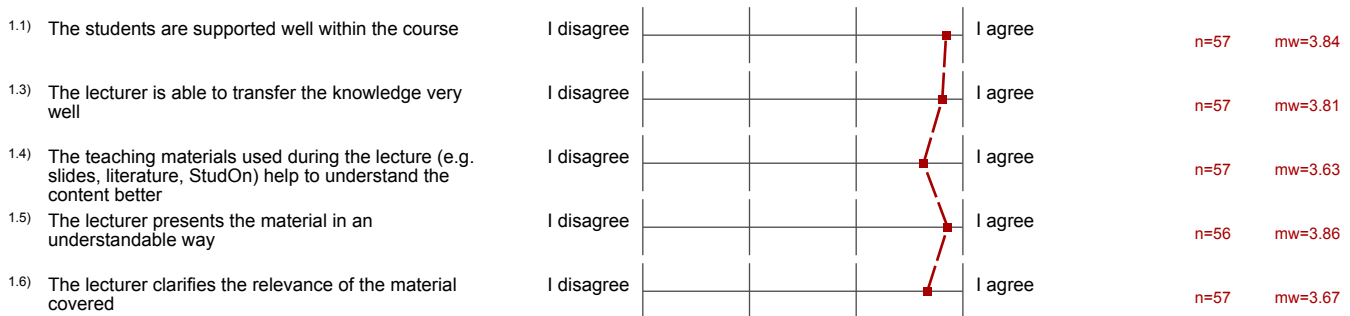 1.1) The students are supported well within the course I disagree I agree n=57 mw=3.84
1.3) The lecturer is able to transfer the knowledge very I disagree I agree n=57 mw=3.81
well
1.4) The teaching materials used during the lecture (e.g. I disagree I agree n=57 mw=3.63
slides, literature, StudOn) help to understand the
content better
1.5) The lecturer presents the material in an I disagree I agree n=56 mw=3.86
understandable way
1.6) The lecturer clarifies the relevance of the material I disagree I agree n=57 mw=3.67
covered